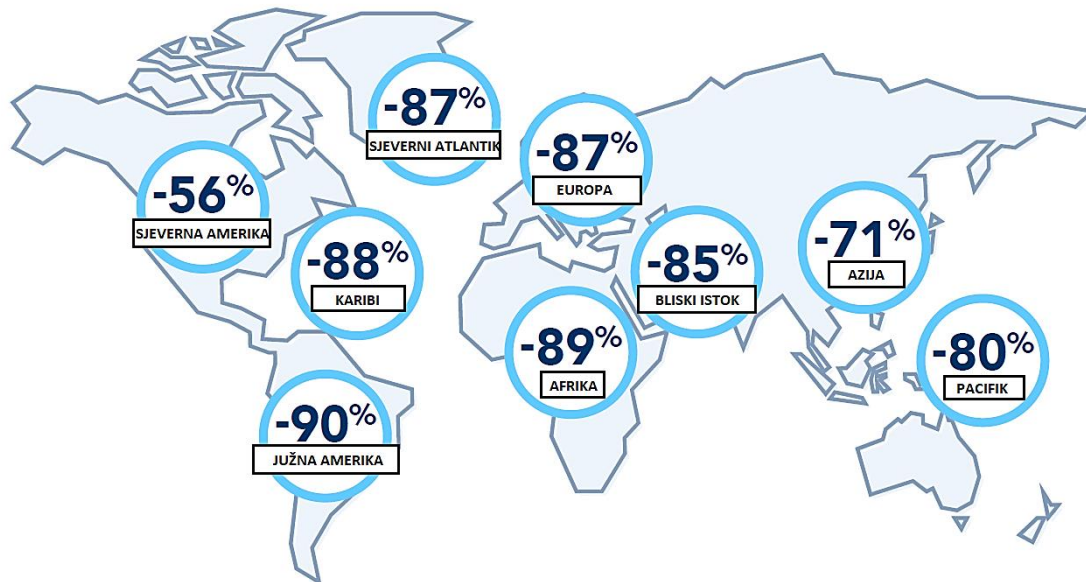 -87%
SJEVERNI ATLANTIK
-87%
EUROPA
-56%
SJEVERNA AMERIKA
-88%
KARIBI
-85%
BLISKI ISTOK
-71%
AZIJA
-89%
AFRIKA
-80%
PACIFIK
-90%
JUŽNA AMERIKA